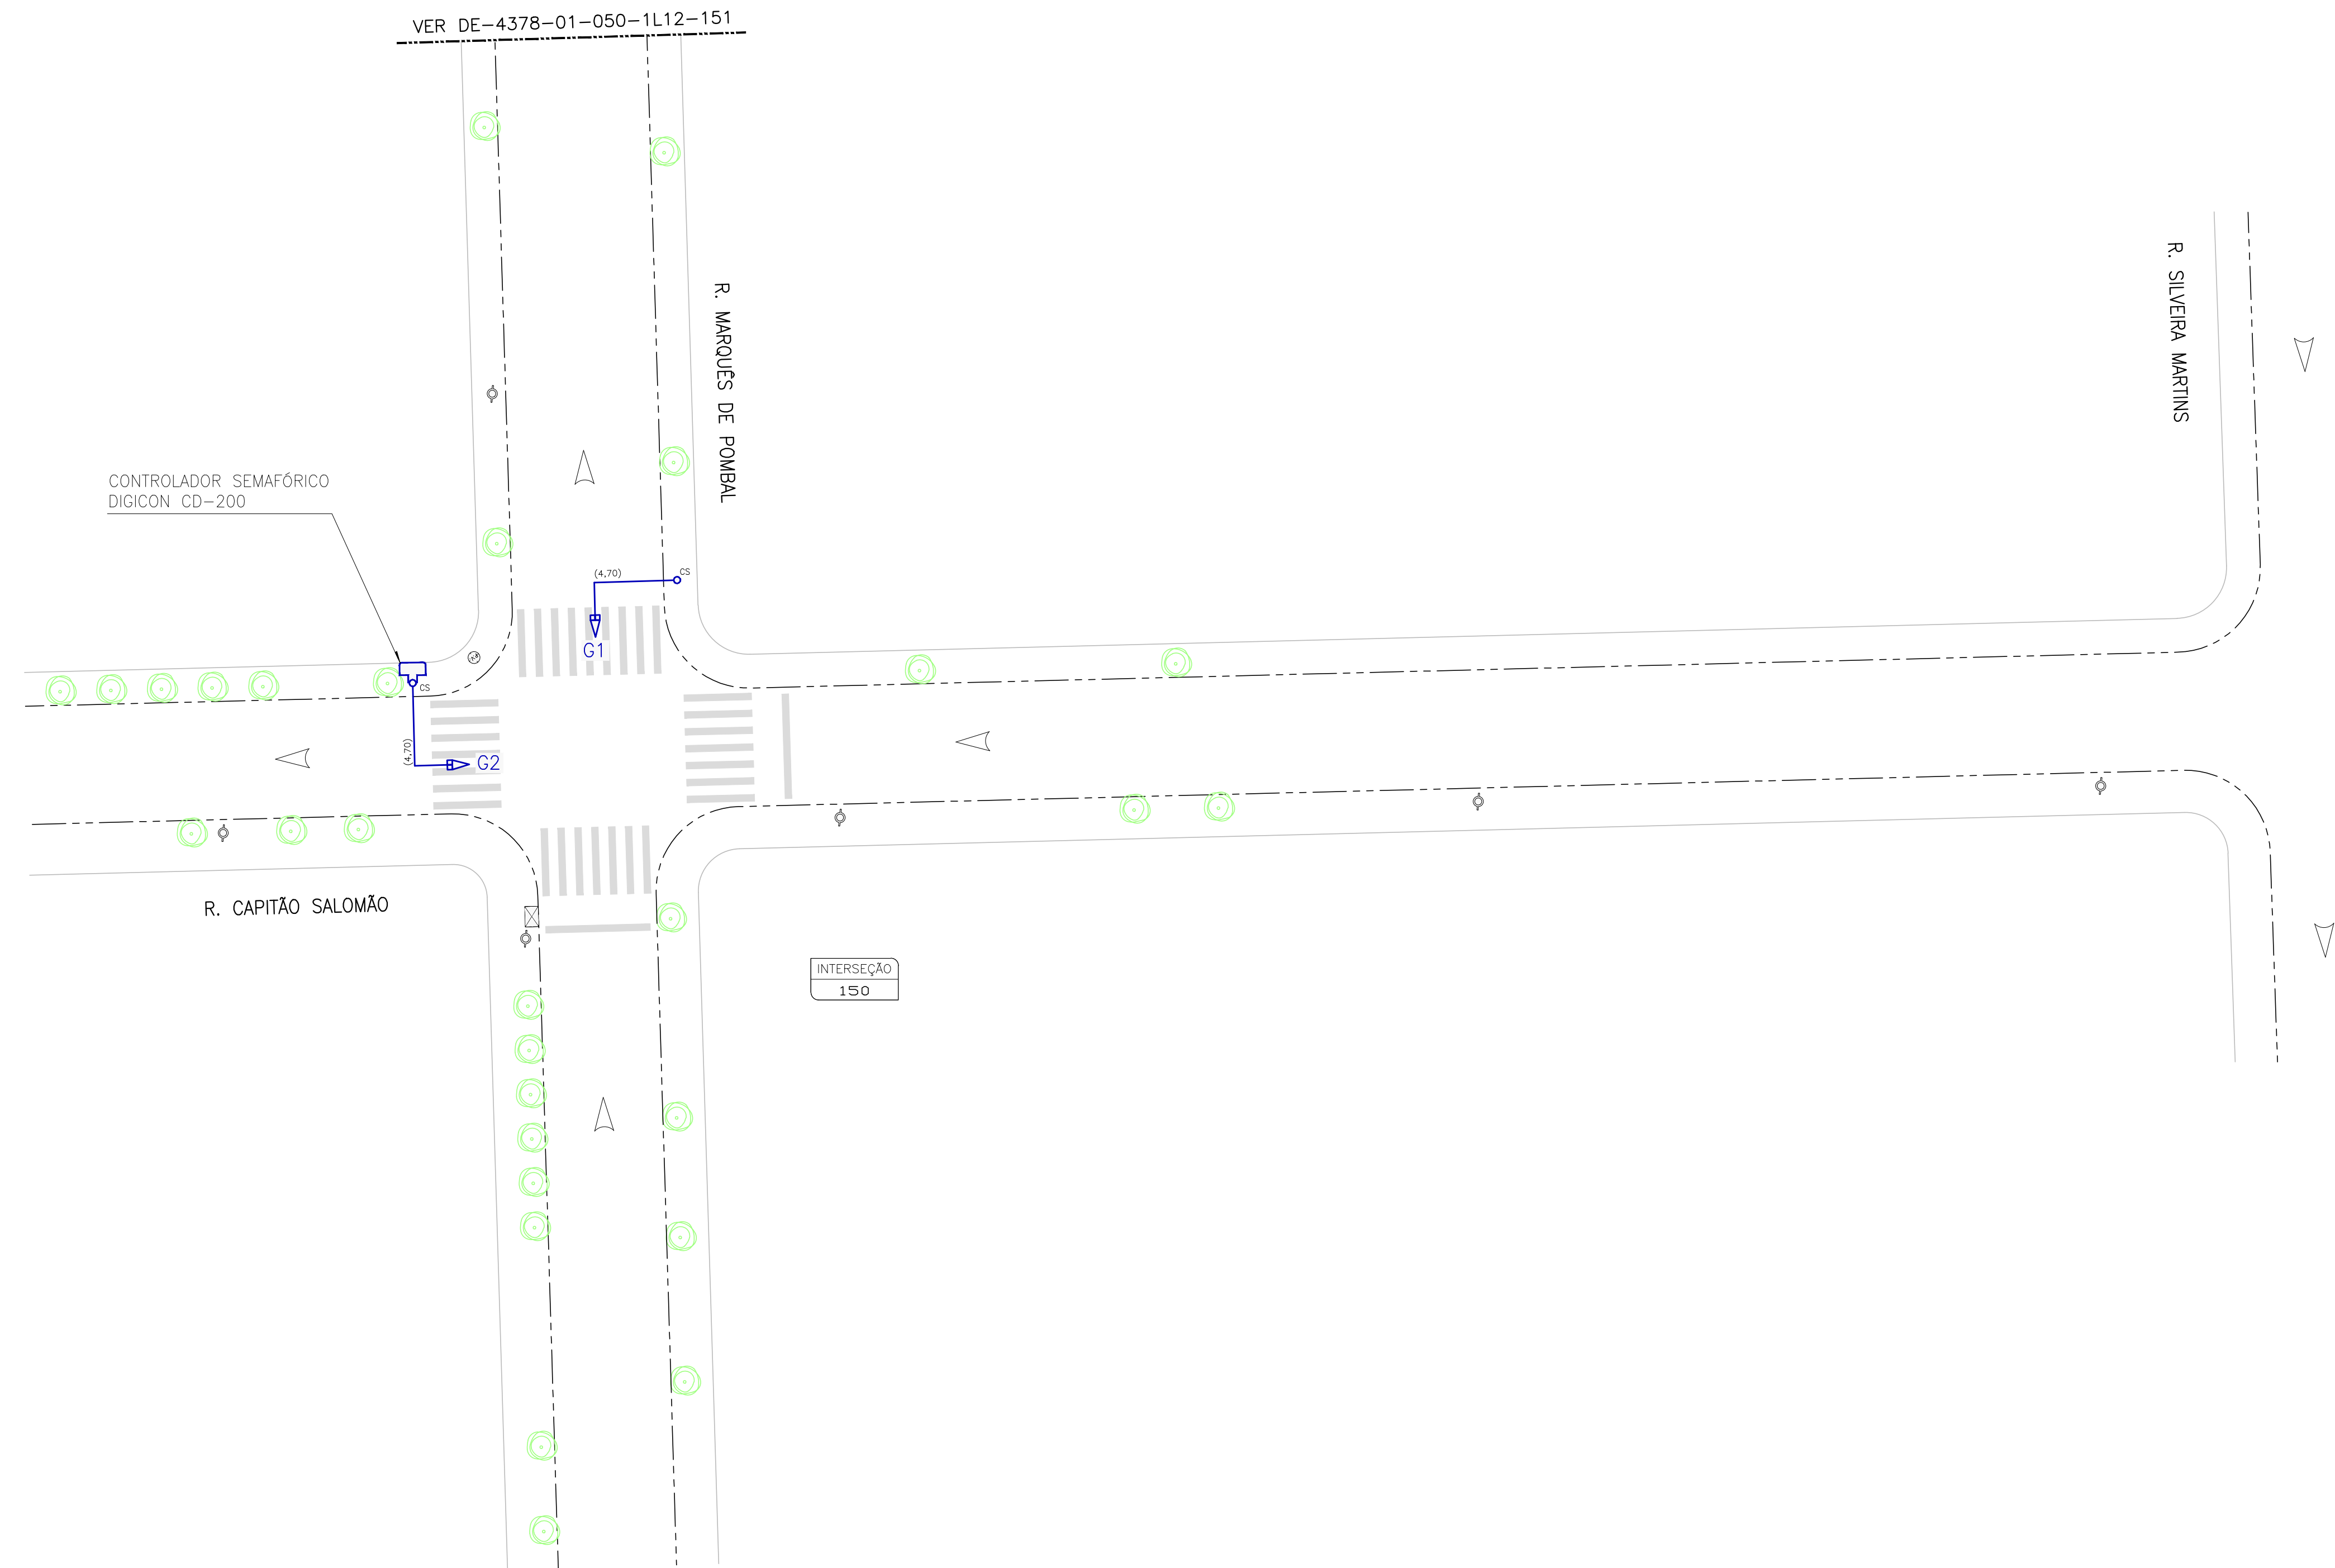 VER DE-4378-01-050-1L12-151
R. MARQUÊS DE POMBAL
R. SILVEIRA MARTINS
CONTROLADOR SEMAFÓRICO
DIGICON CD-200
(4,70)
CS
G1
CS
(4,70)
G2
R. CAPITÃO SALOMÃO
INTERSEÇÃO
150